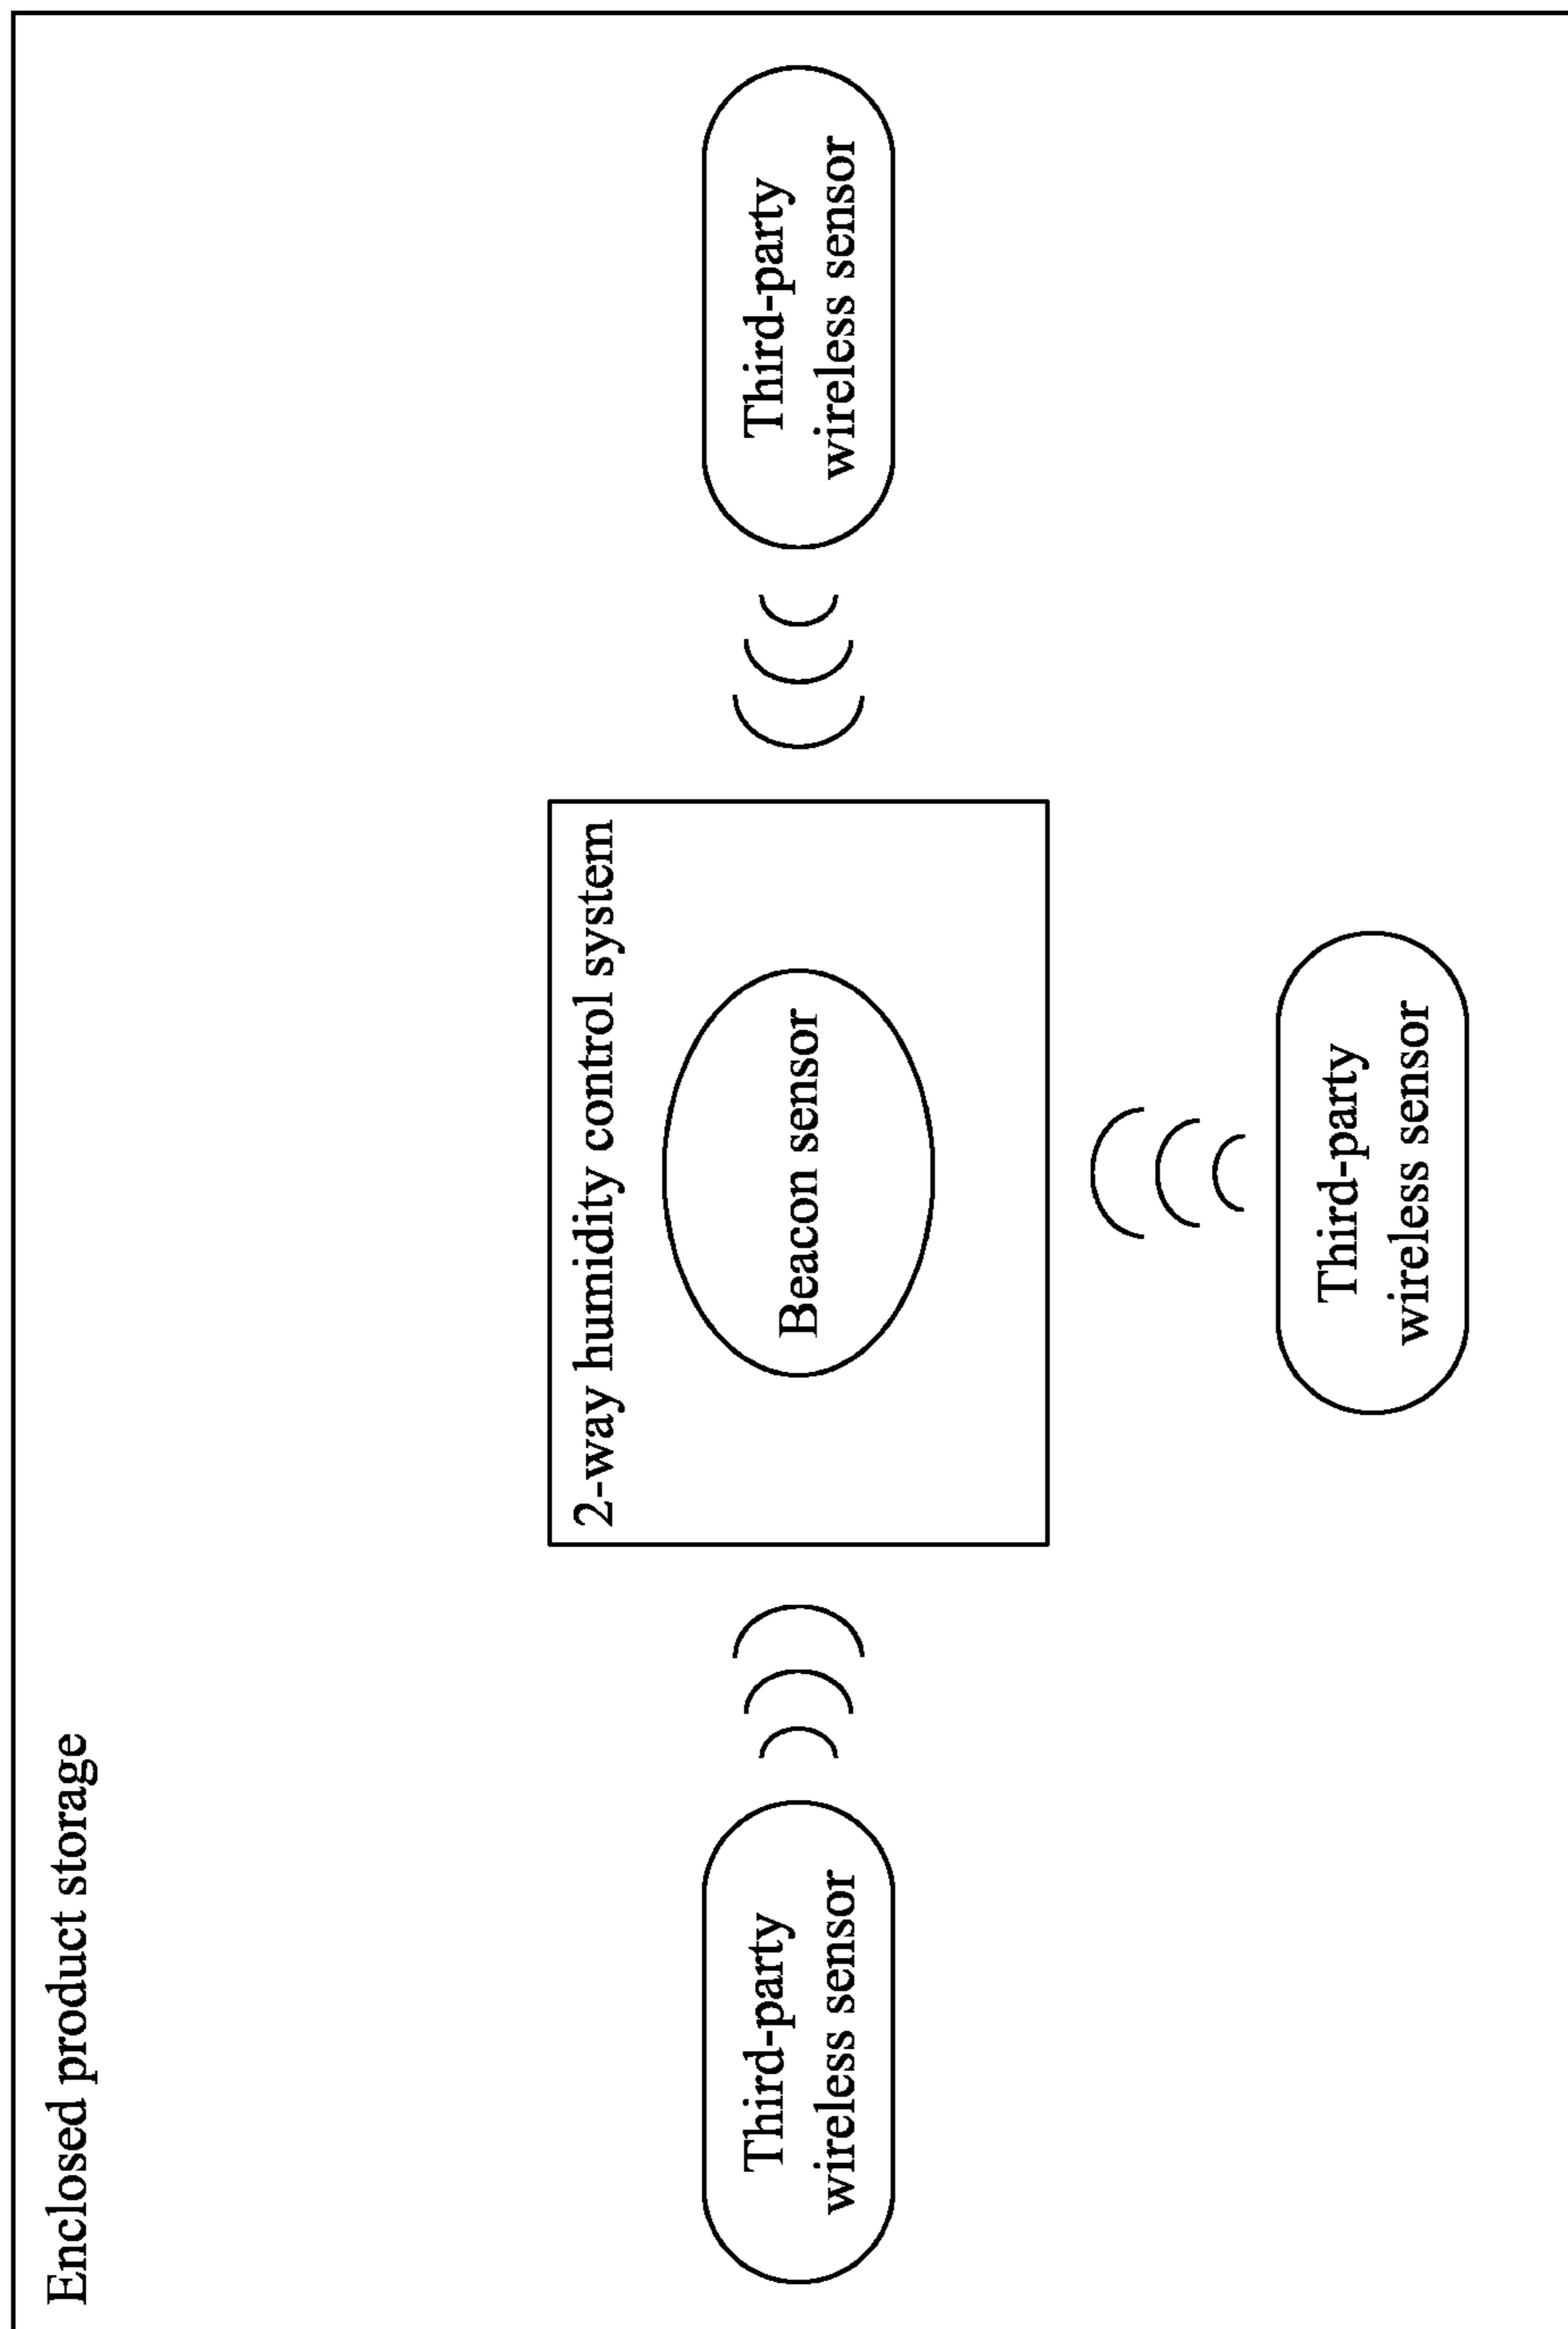 Enclosed product storage
2-way humidity control system
Third-party
wireless sensor
Beacon sensor
Third-party
wireless sensor
Third-party
wireless sensor